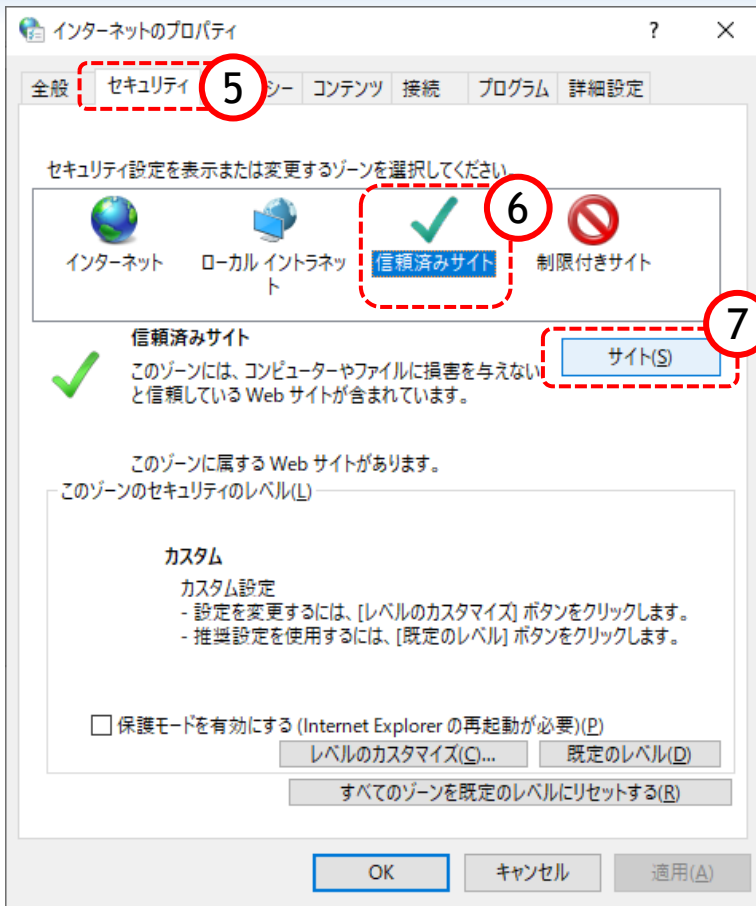 インターネットのプロパティ ? ×
全般 セキュリティ 5 シー コンテンツ 接続 プログラム 詳細設定
セキュリティ設定を表示または変更するゾーンを選択してください。
6
インターネット ローカル イントラネット 信頼済みサイト 制限付きサイト
7
信頼済みサイト
サイト(S)
このゾーンには、コンピューターやファイルに損害を与えない
と信頼している Web サイトが含まれています。
このゾーンに属する Web サイトがあります。
このゾーンのセキュリティのレベル(L)
カスタム
カスタム設定
- 設定を変更するには、[レベルのカスタマイズ] ボタンをクリックします。
- 推奨設定を使用するには、[既定のレベル] ボタンをクリックします。
保護モードを有効にする (Internet Explorer の再起動が必要)(P)
レベルのカスタマイズ(C)... 既定のレベル(D)
すべてのゾーンを既定のレベルにリセットする(R)
OK キャンセル 適用(A)